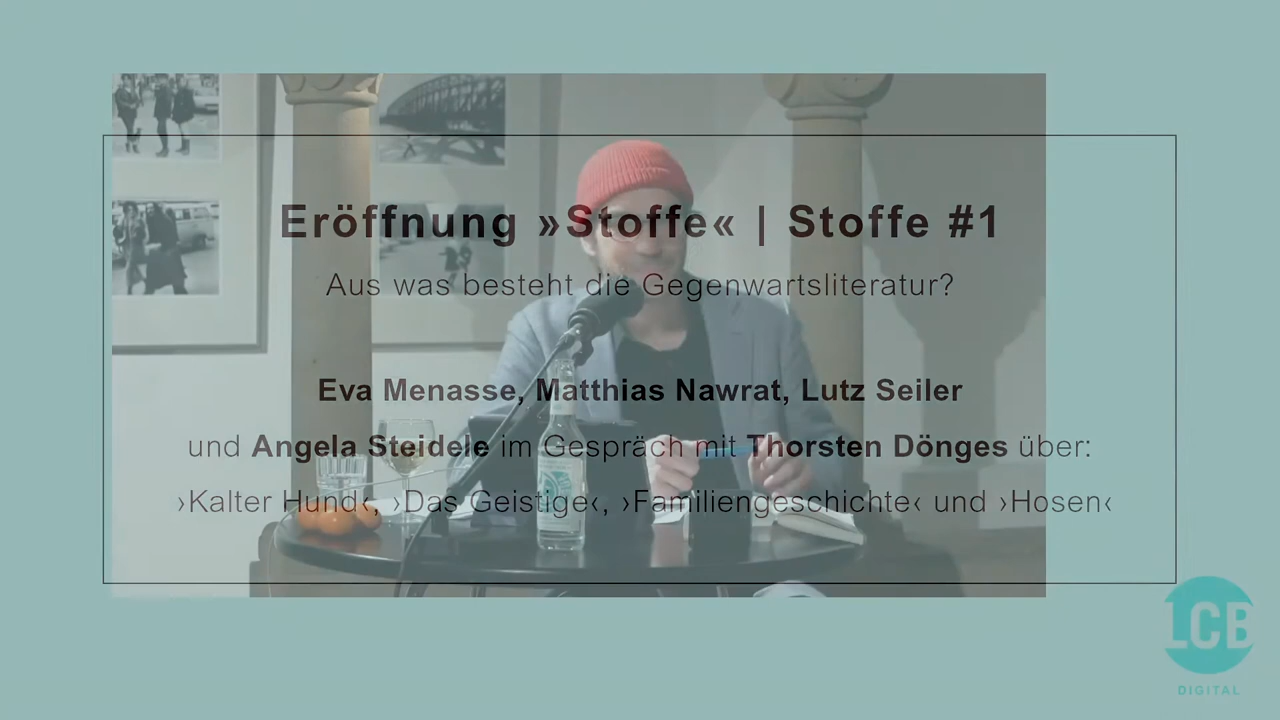 Eröffnung »Stoffe« | Stoffe #1
Aus was besteht die Gegenwartsliteratur?
Eva Menasse, Matthias Nawrat, Lutz Seiler
und Angela Steidele im Gespräch mit Thorsten Dönges über:
›Kalter Hund‹, ›Das Geistige‹, ›Familiengeschichte‹ und ›Hosen‹
LCB
DIGITAL